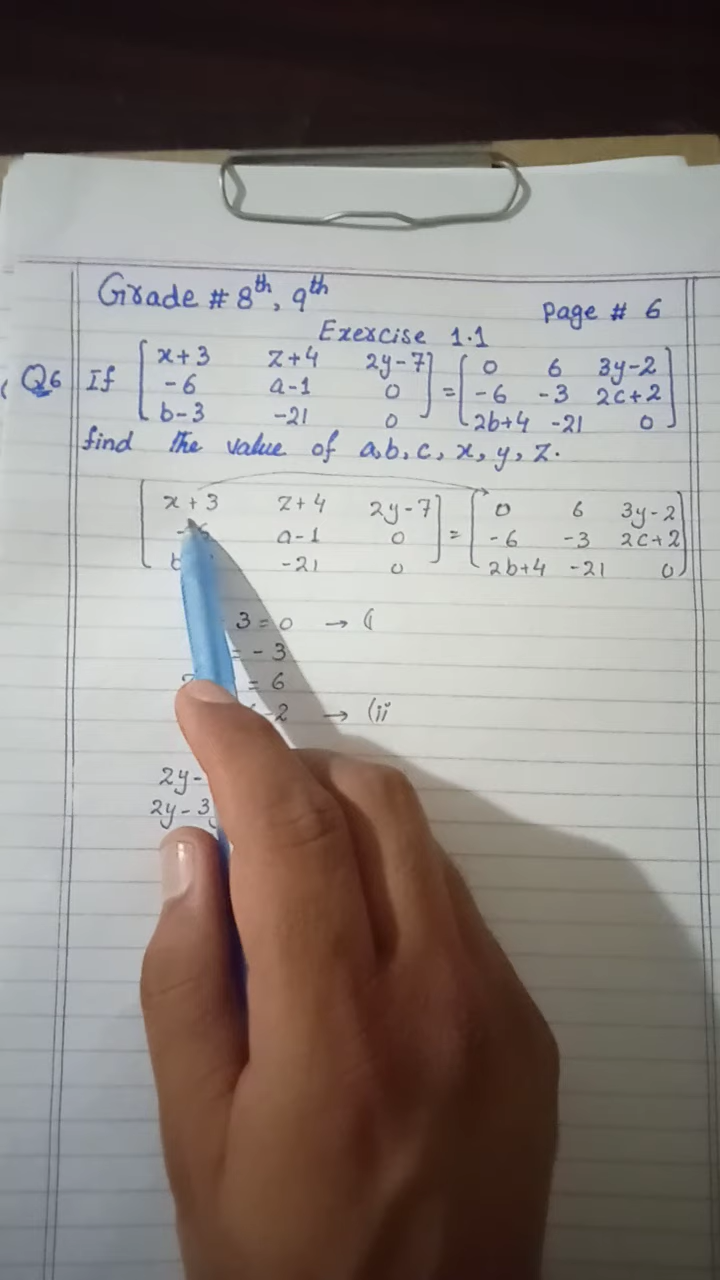 Grade # 8th, 9th
Page # 6
Exercise 1.1
Q6 If [x+3 z+4 2y-7] = [0 6 3y-2]
-6 a-1 0 -6 -3 2c+2
b-3 -21 0 2b+4 -21 0
find the value of a,b,c, x, y, z.
[x+3 z+4 2y-7] = [0 6 3y-2]
a-1 0 -6 -3 2c+2
-21 0 2b+4 -21 0
3 = 0 → (i
= -3
= 6
-2 → (ii
2y-
2y-3y